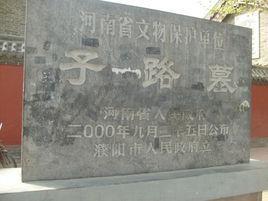 河南省文物保护单位
子路墓
河南省人民政府
二000年九月二十五日公布
濮阳市人民政府立